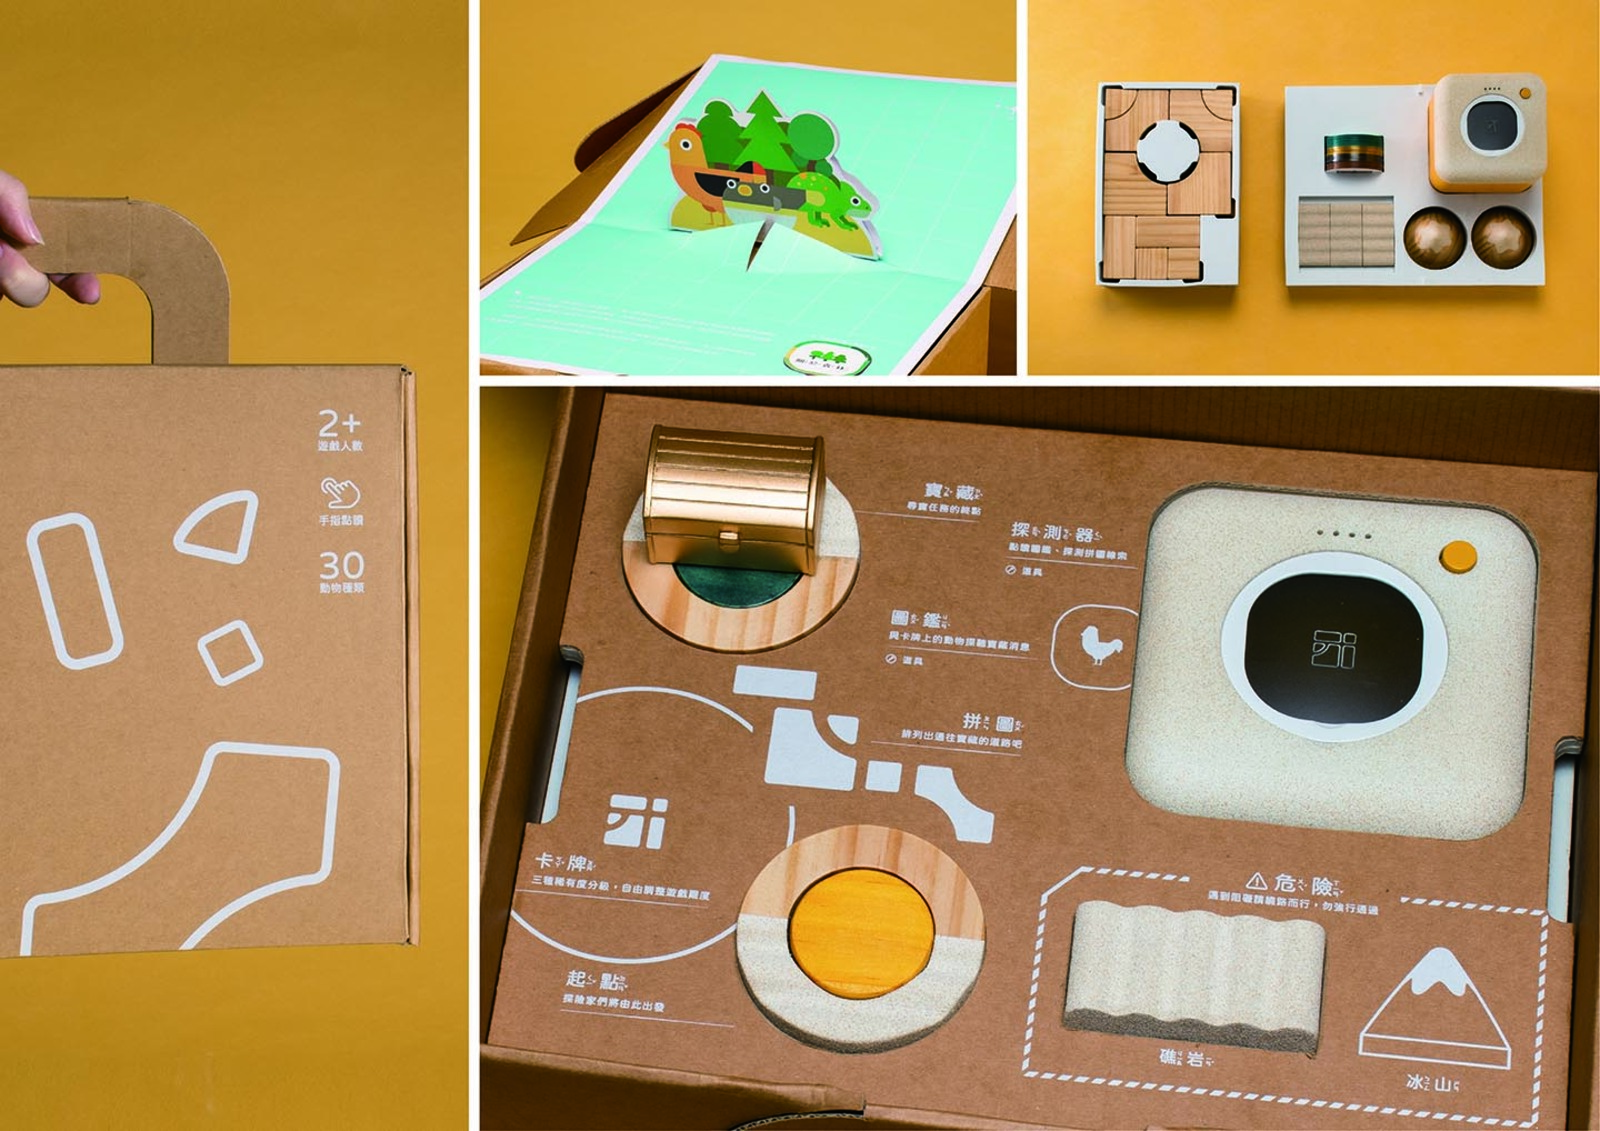 2+
遊戲人數
手指點讀
30
動物種類
寶藏
尋寶任務的終點
探測器
點讀圖鑑、探測拼圖線索
道具
圖鑑
與卡牌上的動物探聽寶藏消息
道具
拼圖
排列出通往寶藏的道路吧
卡牌
三種稀有度分級，自由調整遊戲難度
起點
探險家們將由此出發
危險
遇到阻礙請繞路而行，勿強行通過
礁岩
冰山